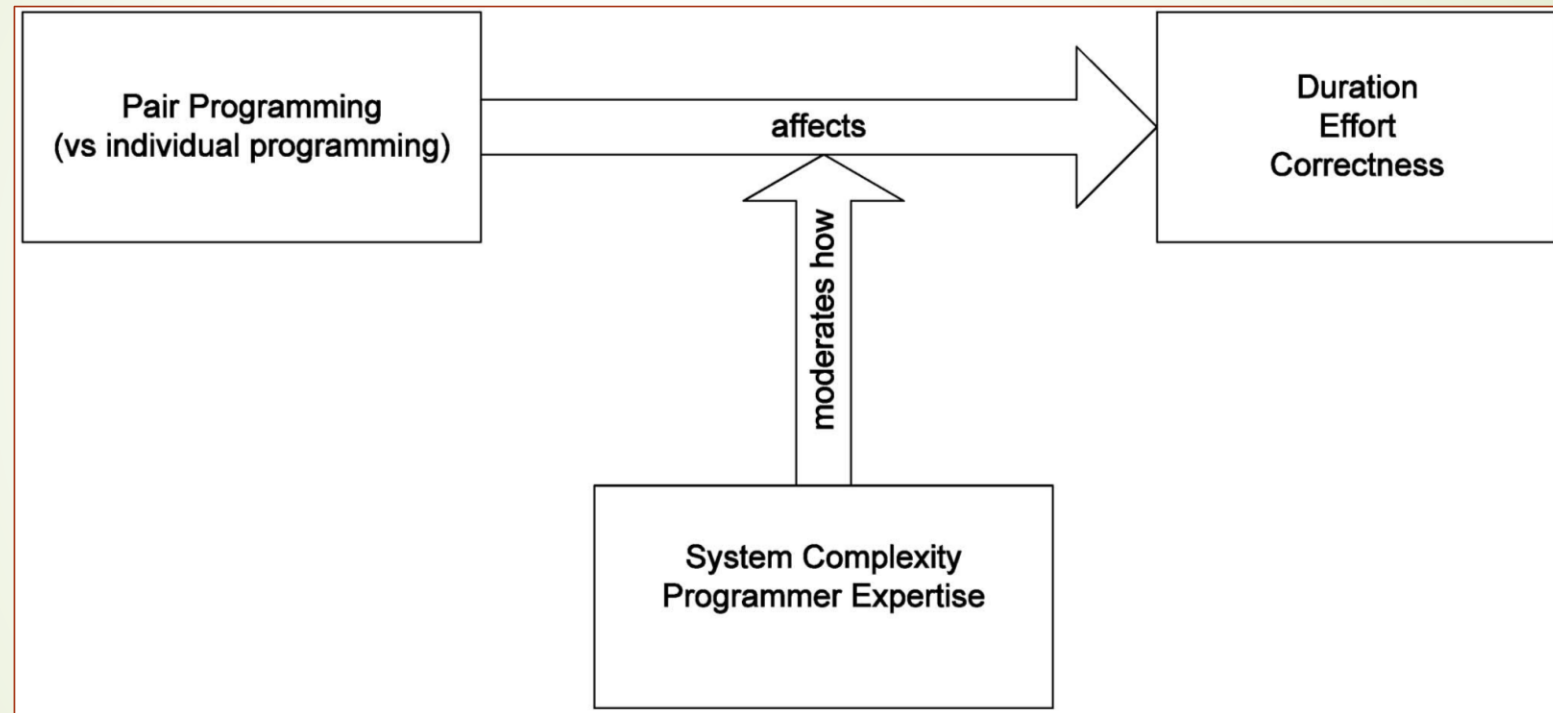 Pair Programming
(vs individual programming)
affects
Duration
Effort
Correctness
moderates how
System Complexity
Programmer Expertise